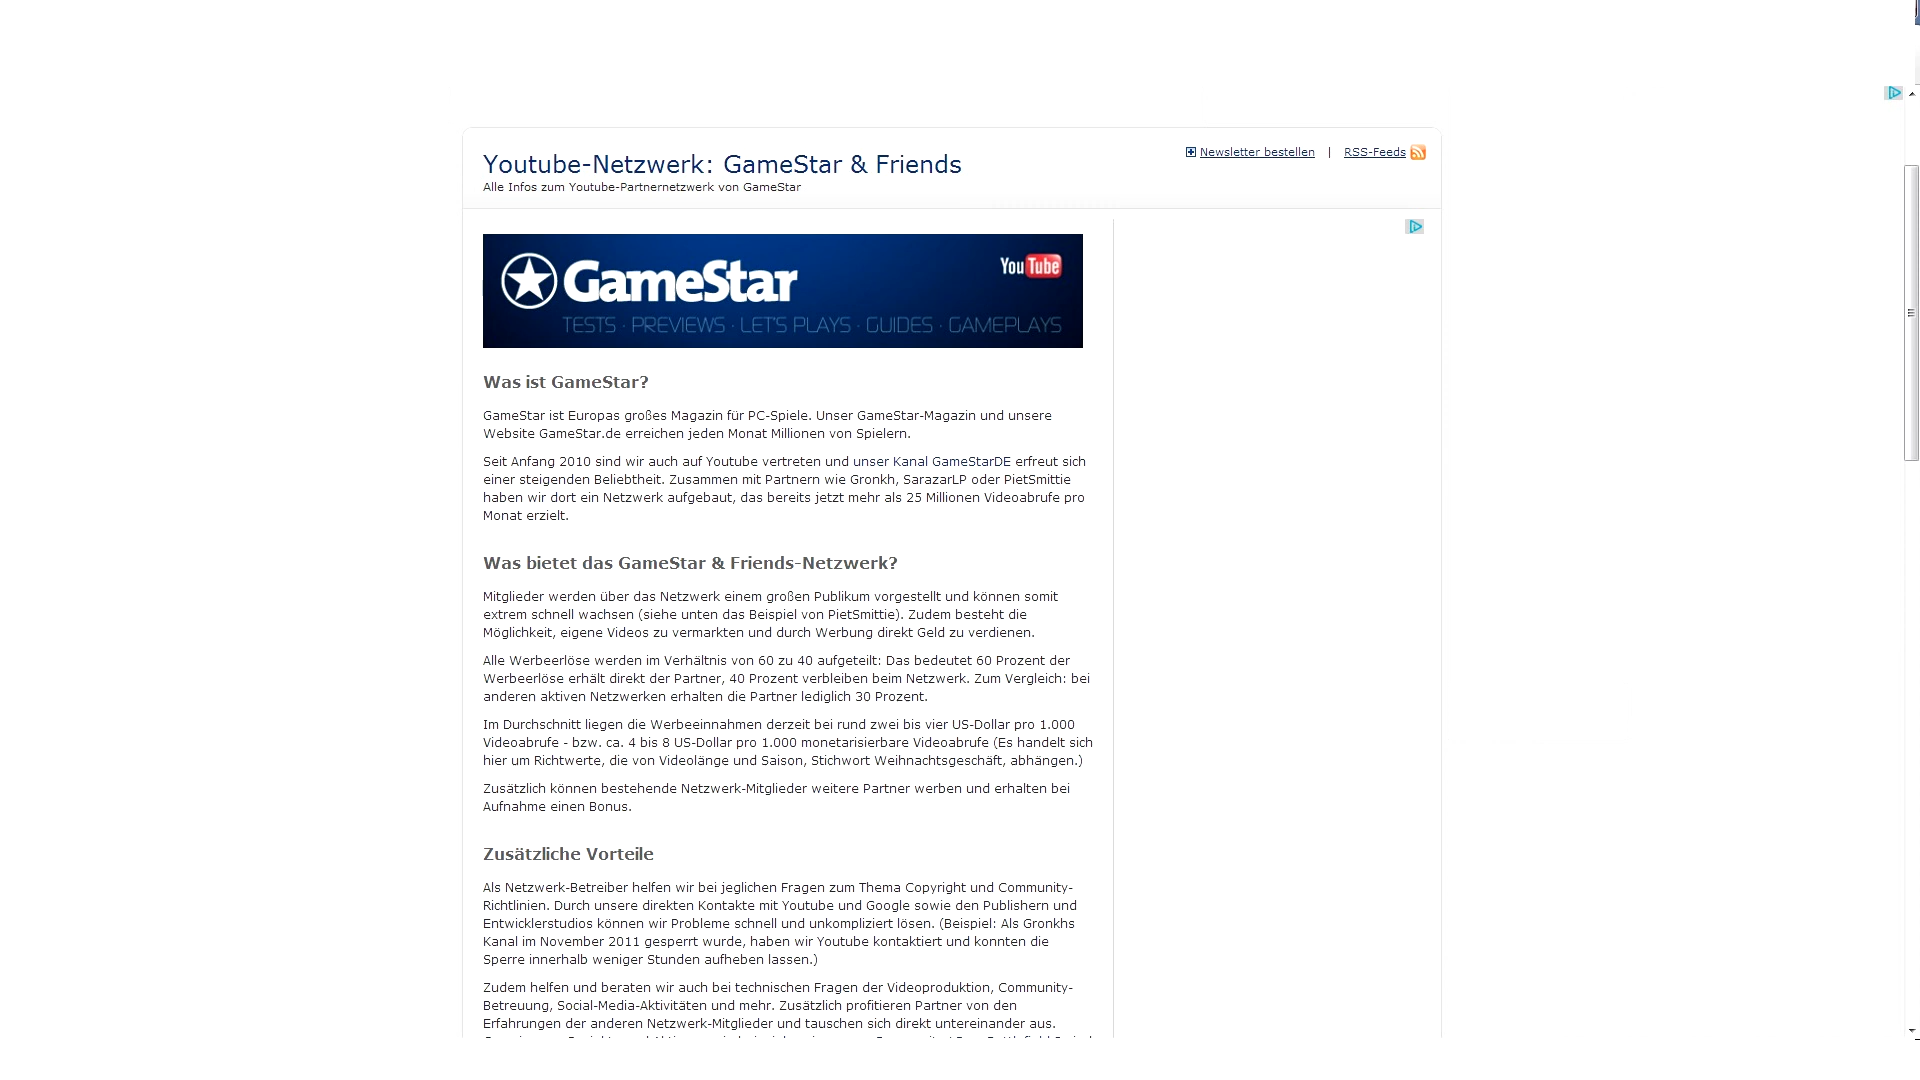 Newsletter bestellen | RSS-Feeds
Youtube-Netzwerk: GameStar & Friends
Alle Infos zum Youtube-Partnernetzwerk von GameStar
GameStar
YouTube
TESTS · PREVIEWS · LET'S PLAYS · GUIDES · GAMEPLAYS
Was ist GameStar?
GameStar ist Europas großes Magazin für PC-Spiele. Unser GameStar-Magazin und unsere
Website GameStar.de erreichen jeden Monat Millionen von Spielern.
Seit Anfang 2010 sind wir auch auf Youtube vertreten und unser Kanal GameStarDE erfreut sich
einer steigenden Beliebtheit. Zusammen mit Partnern wie Gronkh, SarazarLP oder PietSmittie
haben wir dort ein Netzwerk aufgebaut, das bereits jetzt mehr als 25 Millionen Videoabrufe pro
Monat erzielt.
Was bietet das GameStar & Friends-Netzwerk?
Mitglieder werden über das Netzwerk einem großen Publikum vorgestellt und können somit
extrem schnell wachsen (siehe unten das Beispiel von PietSmittie). Zudem besteht die
Möglichkeit, eigene Videos zu vermarkten und durch Werbung direkt Geld zu verdienen.
Alle Werbeerlöse werden im Verhältnis von 60 zu 40 aufgeteilt: Das bedeutet 60 Prozent der
Werbeerlöse erhält direkt der Partner, 40 Prozent verbleiben beim Netzwerk. Zum Vergleich: bei
anderen aktiven Netzwerken erhalten die Partner lediglich 30 Prozent.
Im Durchschnitt liegen die Werbeeinnahmen derzeit bei rund zwei bis vier US-Dollar pro 1.000
Videoabrufe - bzw. ca. 4 bis 8 US-Dollar pro 1.000 monetarisierbare Videoabrufe (Es handelt sich
hier um Richtwerte, die von Videolänge und Saison, Stichwort Weihnachtsgeschäft, abhängen.)
Zusätzlich können bestehende Netzwerk-Mitglieder weitere Partner werben und erhalten bei
Aufnahme einen Bonus.
Zusätzliche Vorteile
Als Netzwerk-Betreiber helfen wir bei jeglichen Fragen zum Thema Copyright und Community-
Richtlinien. Durch unsere direkten Kontakte mit Youtube und Google sowie den Publishern und
Entwicklerstudios können wir Probleme schnell und unkompliziert lösen. (Beispiel: Als Gronkhs
Kanal im November 2011 gesperrt wurde, haben wir Youtube kontaktiert und konnten die
Sperre innerhalb weniger Stunden aufheben lassen.)
Zudem helfen und beraten wir auch bei technischen Fragen der Videoproduktion, Community-
Betreuung, Social-Media-Aktivitäten und mehr. Zusätzlich profitieren Partner von den
Erfahrungen der anderen Netzwerk-Mitglieder und tauschen sich direkt untereinander aus.